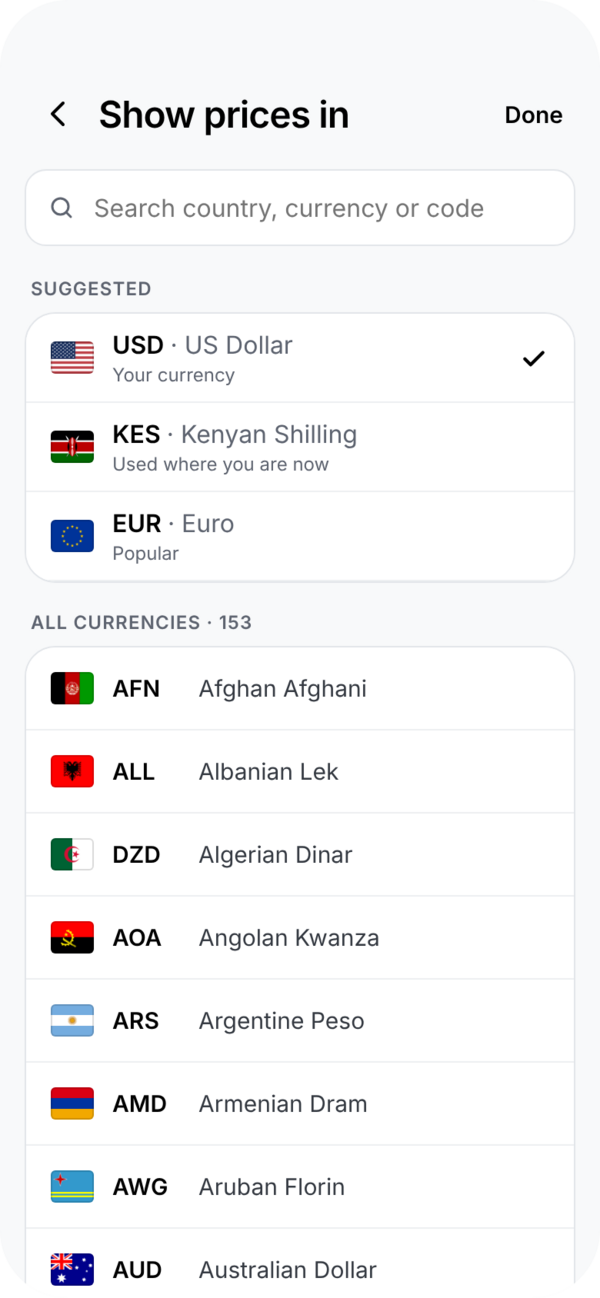 Show prices in
Done
Search country, currency or code
SUGGESTED
USD · US Dollar
Your currency
KES · Kenyan Shilling
Used where you are now
EUR · Euro
Popular
ALL CURRENCIES · 153
AFN Afghan Afghani
ALL Albanian Lek
DZD Algerian Dinar
AOA Angolan Kwanza
ARS Argentine Peso
AMD Armenian Dram
AWG Aruban Florin
AUD Australian Dollar